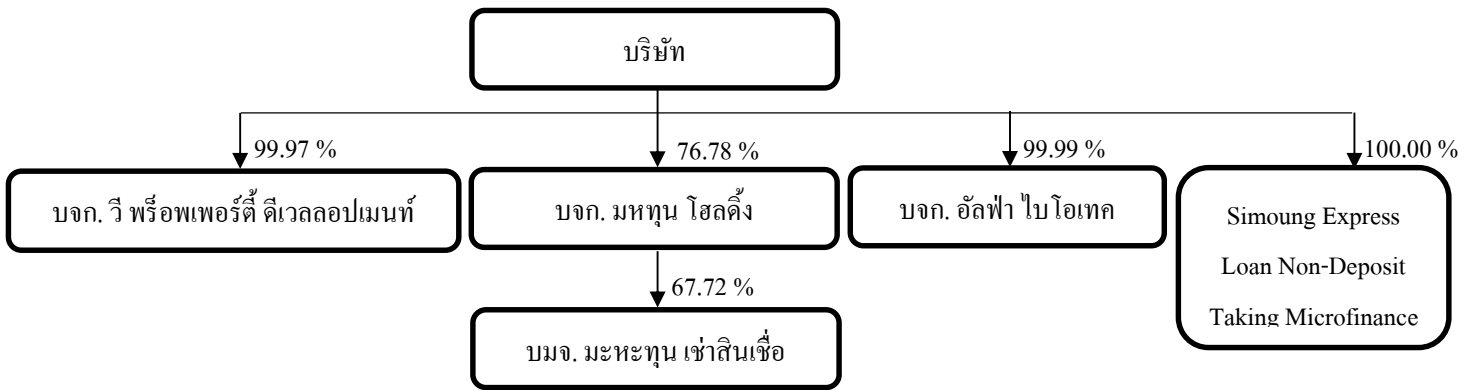 บริษัท
99.97 %
76.78 %
99.99 %
100.00 %
บจก. วี พร็อพเพอร์ตี้ ดีเวลลอปเมนท์
บจก. มหทุน โฮลดิ้ง
บจก. อัลฟ่า ไบโอเทค
Simoung Express
Loan Non-Deposit
Taking Microfinance
67.72 %
บมจ. มะหะทุน เช่าสินเชื่อ